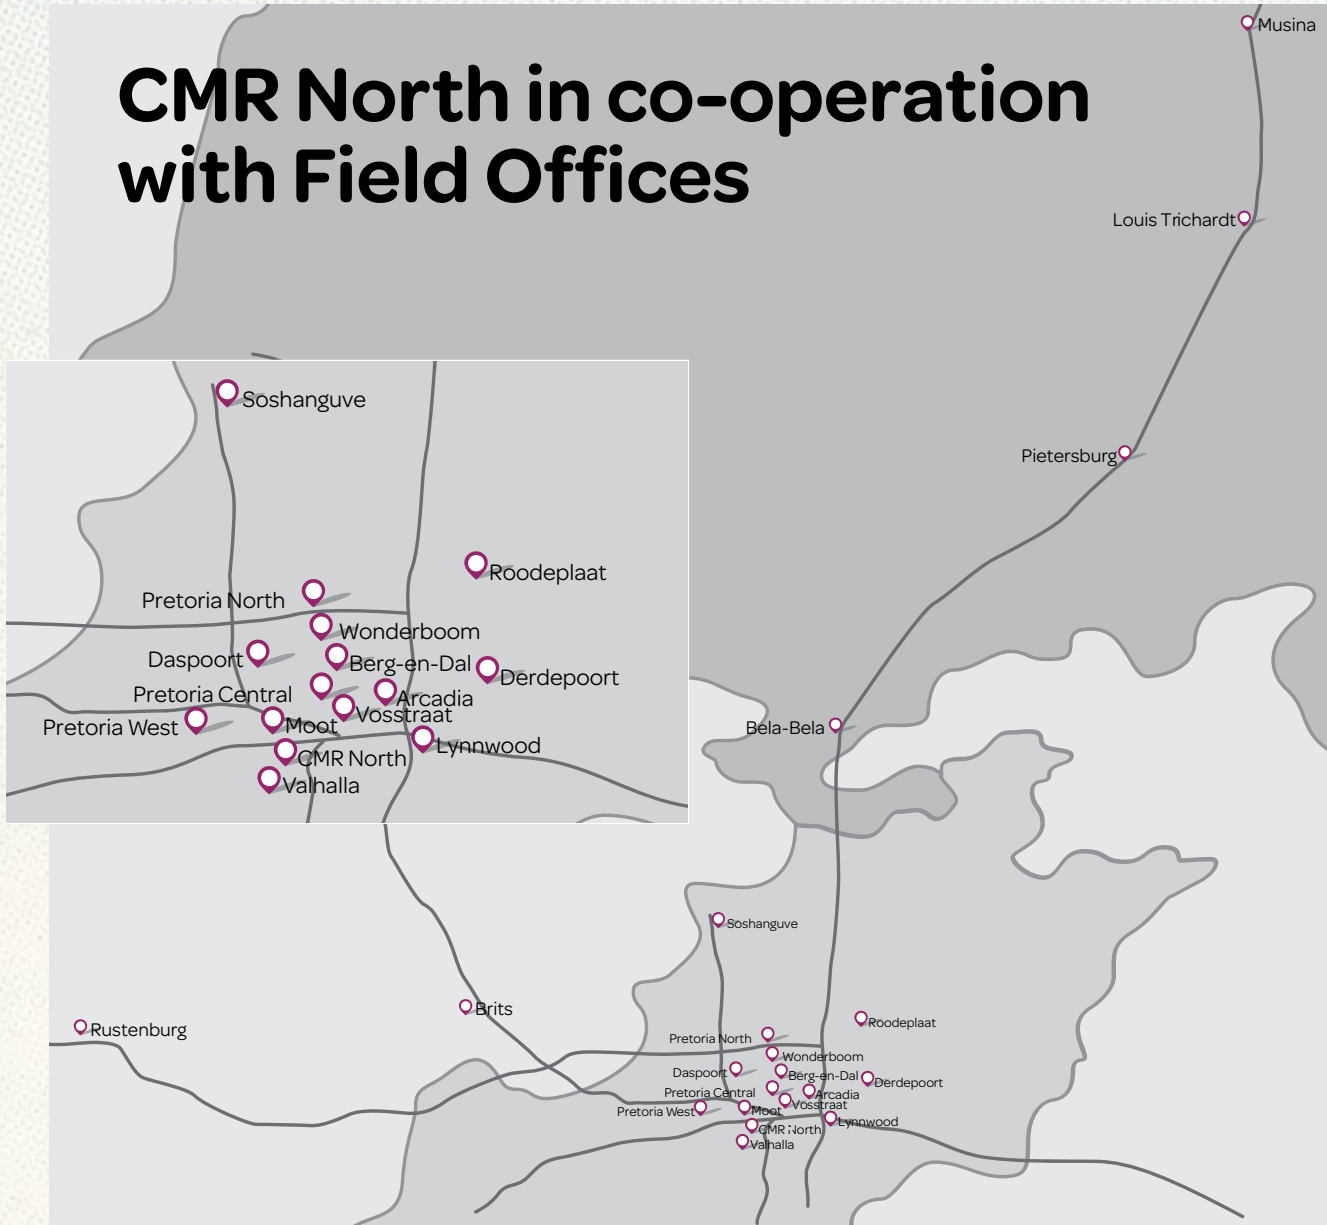 Musina
CMR North in co-operation
with Field Offices
Louis Trichardt
Pietersburg
Soshanguve
Roodeplaat
Pretoria North
Wonderboom
Daspoort
Berg-en-Dal
Derdepoort
Pretoria Central
Arcadia
Vosstraat
Pretoria West
Moot
Lynnwood
CMR North
Valhalla
Bela-Bela
Soshanguve
Brits
Rustenburg
Roodeplaat
Pretoria North
Wonderboom
Daspoort
Berg-en-Dal
Derdepoort
Pretoria Central
Arcadia
Vosstraat
Pretoria West
Moot
Lynnwood
CMR North
Valhalla